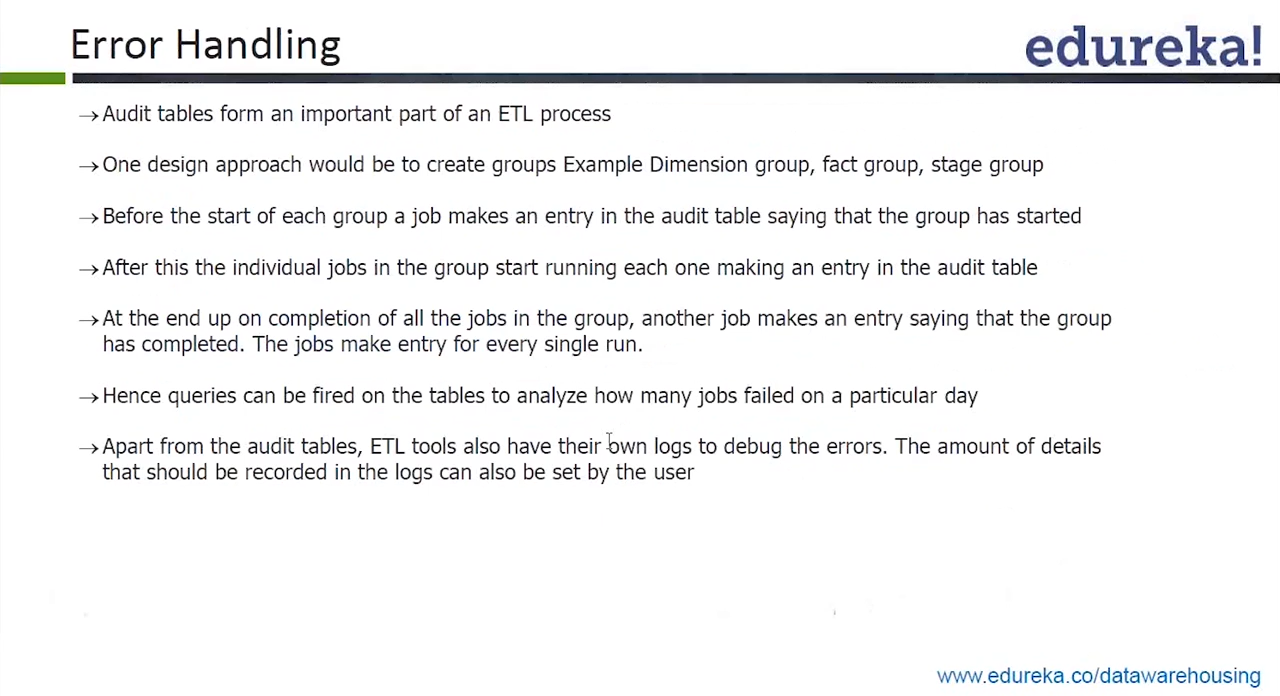 Error Handling
edureka!
→Audit tables form an important part of an ETL process
→One design approach would be to create groups Example Dimension group, fact group, stage group
→Before the start of each group a job makes an entry in the audit table saying that the group has started
→After this the individual jobs in the group start running each one making an entry in the audit table
→At the end up on completion of all the jobs in the group, another job makes an entry saying that the group
has completed. The jobs make entry for every single run.
→Hence queries can be fired on the tables to analyze how many jobs failed on a particular day
→Apart from the audit tables, ETL tools also have their own logs to debug the errors. The amount of details
that should be recorded in the logs can also be set by the user
www.edureka.co/datawarehousing